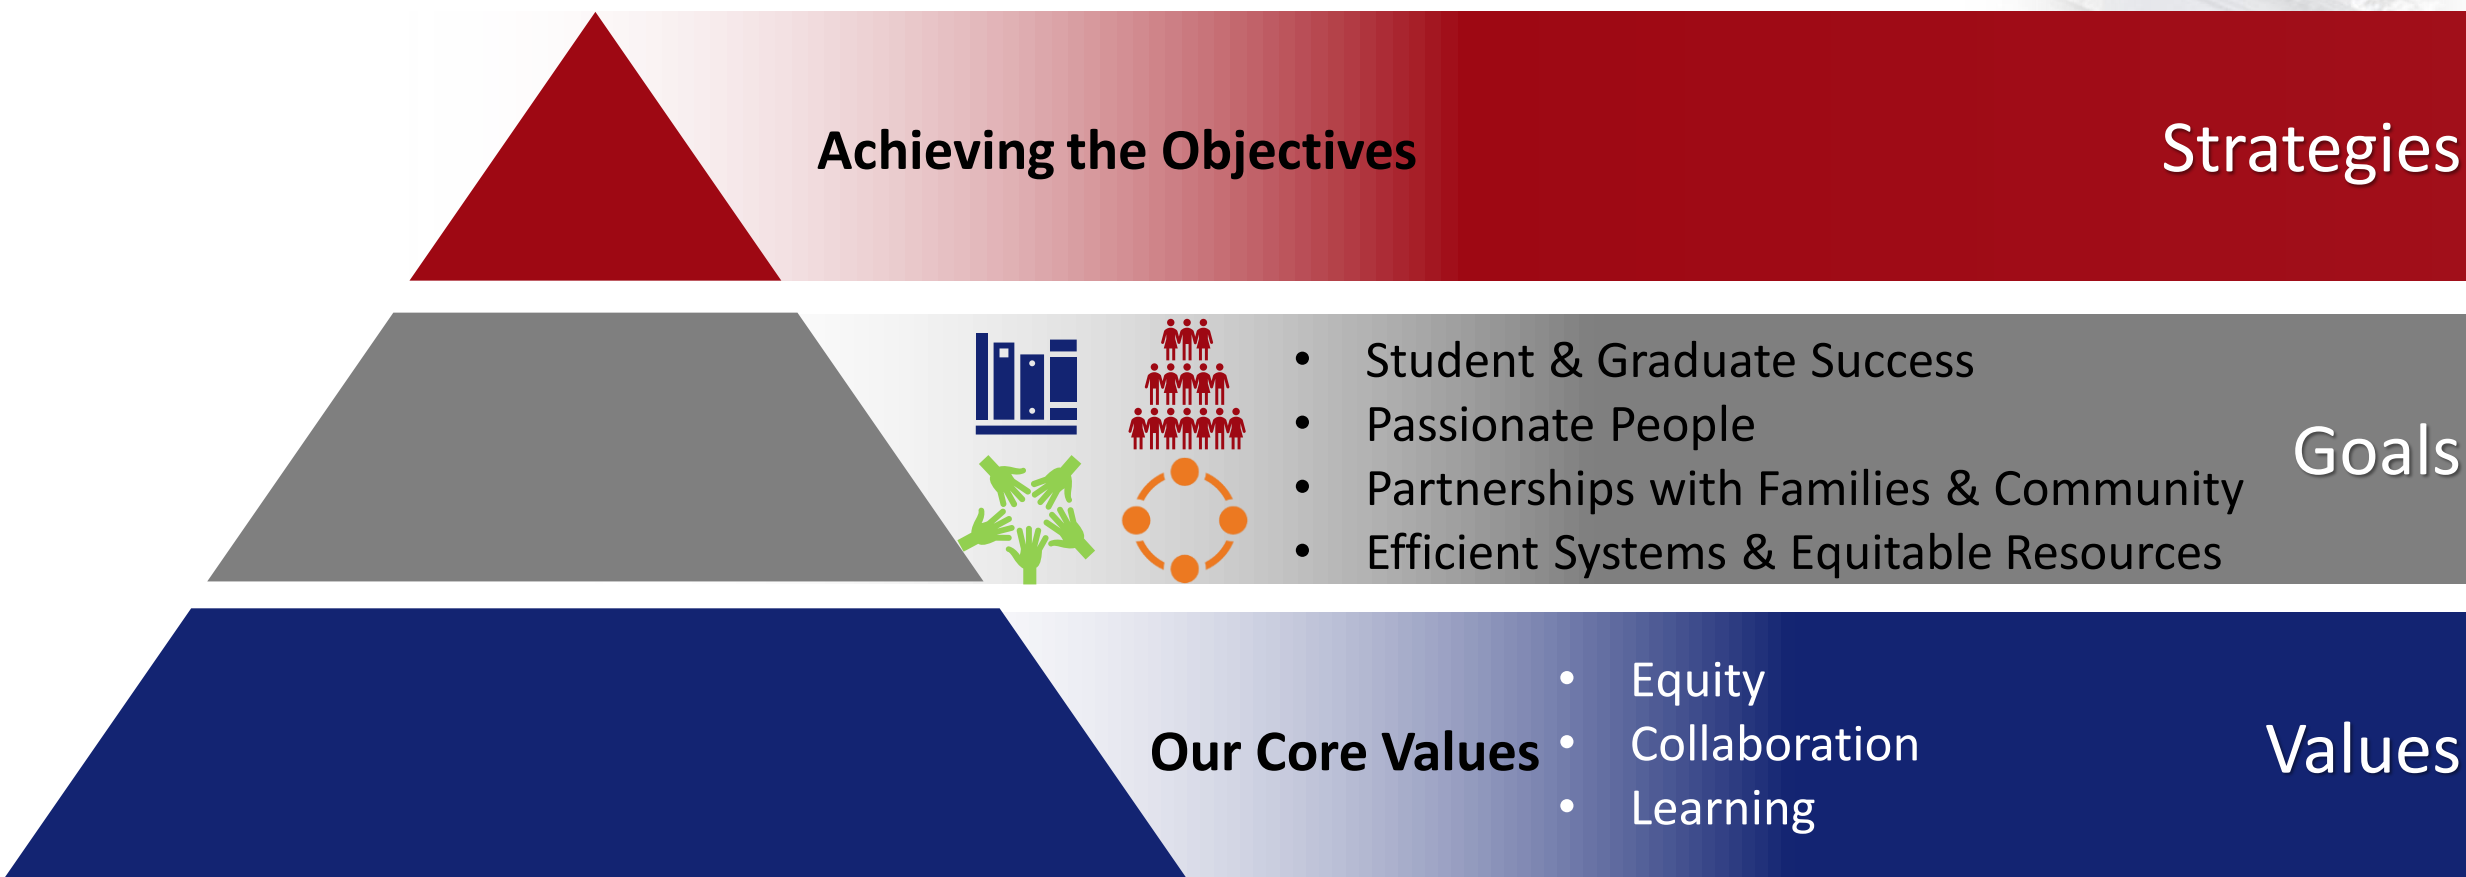 Achieving the Objectives
Strategies
• Student & Graduate Success
• Passionate People
• Partnerships with Families & Community
• Efficient Systems & Equitable Resources
Goals
Our Core Values
• Equity
• Collaboration
• Learning
Values